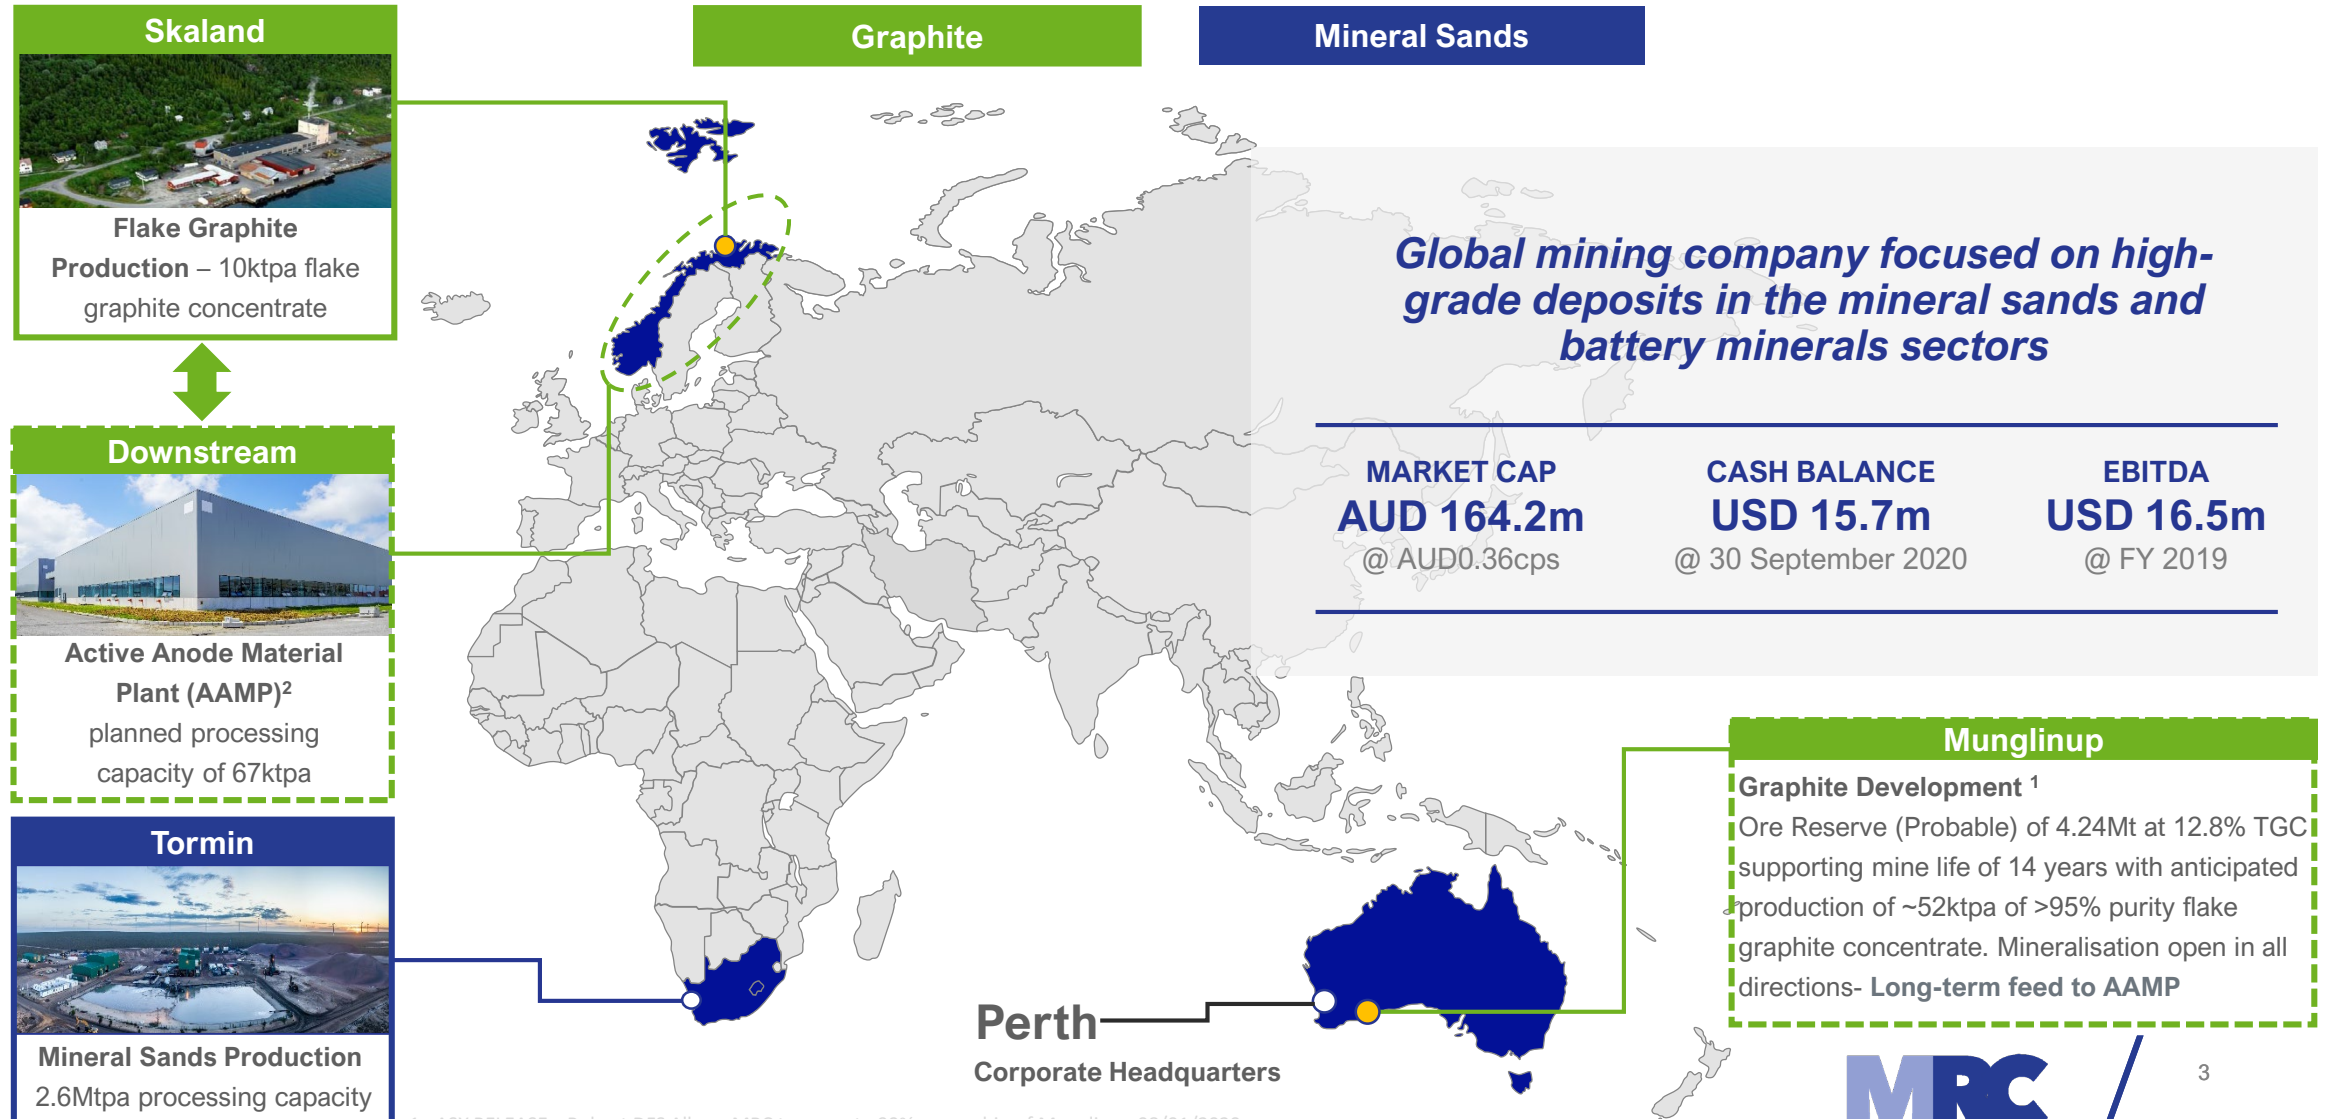 Skaland
Graphite
Mineral Sands
Flake Graphite
Production – 10ktpa flake
graphite concentrate
Downstream
Active Anode Material
Plant (AAMP)2
planned processing
capacity of 67ktpa
Tormin
Mineral Sands Production
2.6Mtpa processing capacity
Global mining company focused on high-
grade deposits in the mineral sands and
battery minerals sectors
MARKET CAP
AUD 164.2m
@ AUD0.36cps
CASH BALANCE
USD 15.7m
@ 30 September 2020
EBITDA
USD 16.5m
@ FY 2019
Munglinup
Graphite Development 1
Ore Reserve (Probable) of 4.24Mt at 12.8% TGC
supporting mine life of 14 years with anticipated
production of ~52ktpa of >95% purity flake
graphite concentrate. Mineralisation open in all
directions- Long-term feed to AAMP
Perth
Corporate Headquarters
MRC
3